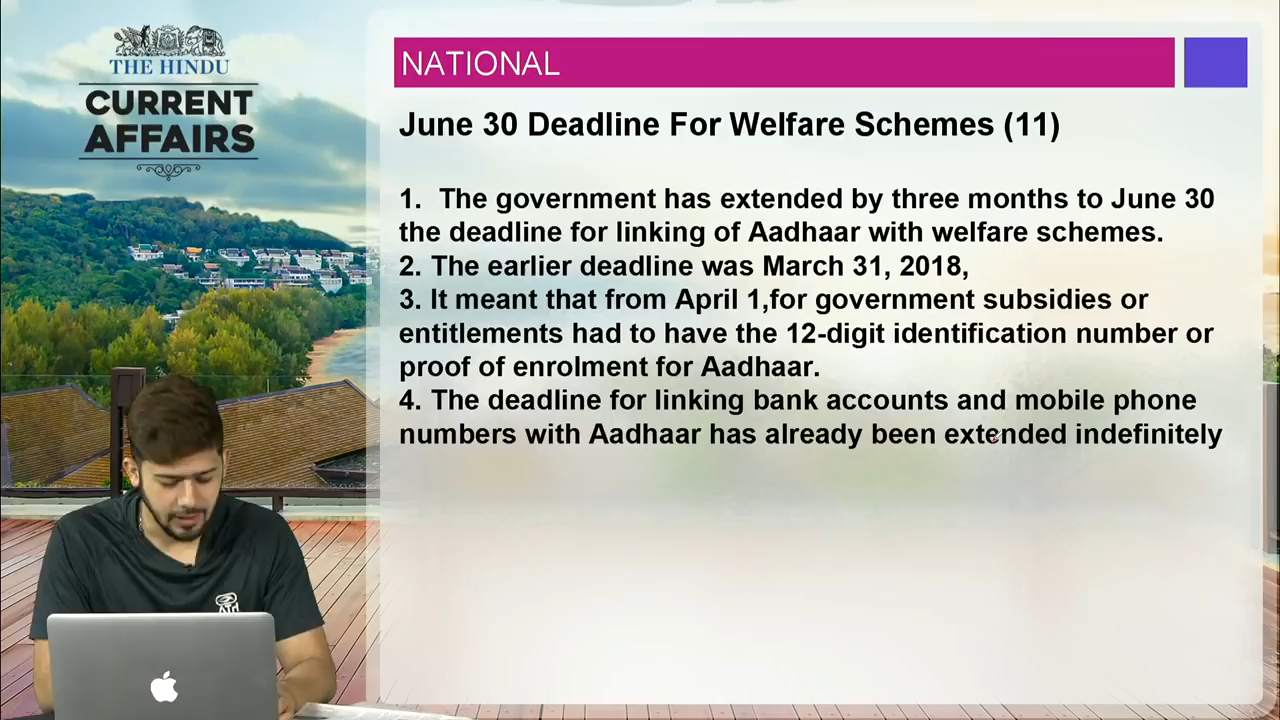 THE HINDU
CURRENT
AFFAIRS
NATIONAL
June 30 Deadline For Welfare Schemes (11)
1. The government has extended by three months to June 30
the deadline for linking of Aadhaar with welfare schemes.
2. The earlier deadline was March 31, 2018,
3. It meant that from April 1,for government subsidies or
entitlements had to have the 12-digit identification number or
proof of enrolment for Aadhaar.
4. The deadline for linking bank accounts and mobile phone
numbers with Aadhaar has already been extended indefinitely